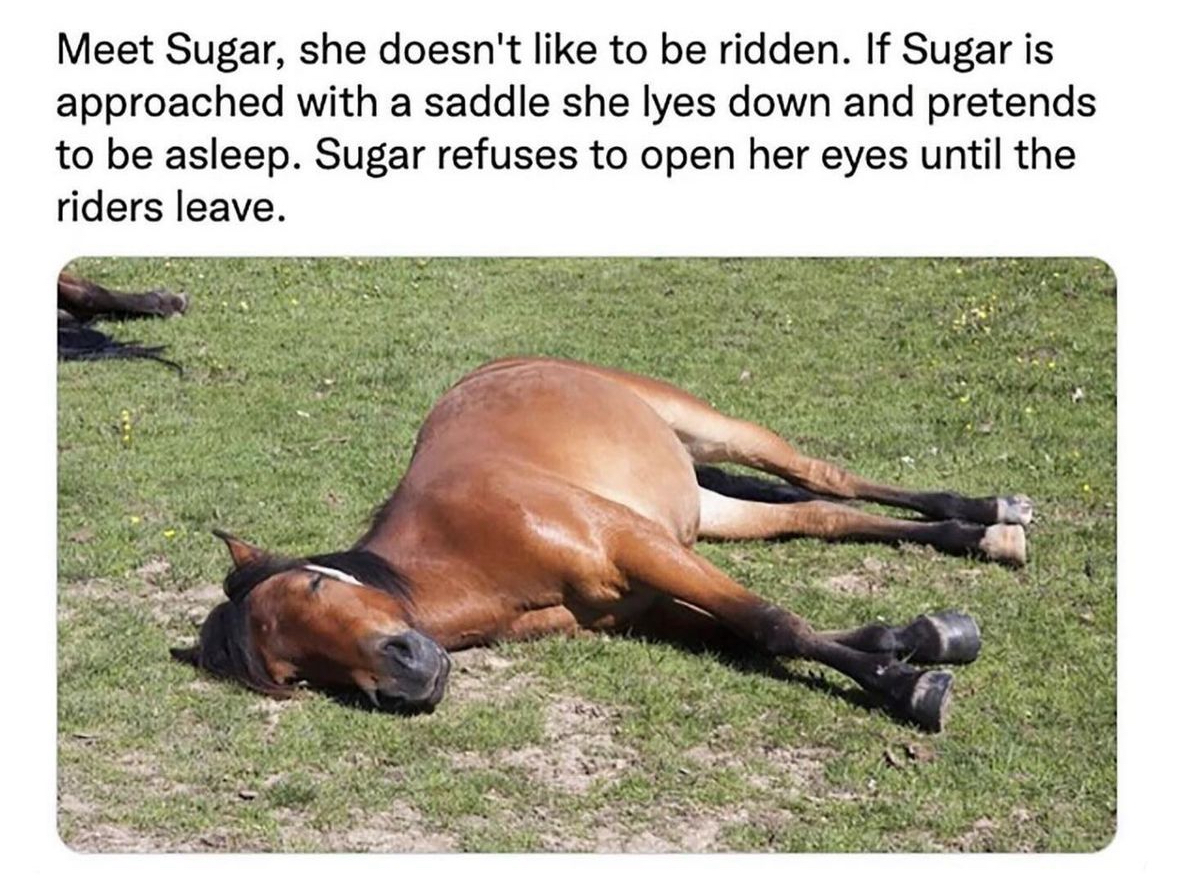 Meet Sugar, she doesn't like to be ridden. If Sugar is
approached with a saddle she lyes down and pretends
to be asleep. Sugar refuses to open her eyes until the
riders leave.